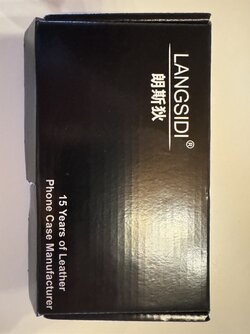 LANGSIDI®
朗斯狄
15 Years of Leather
Phone Case Manufacturer